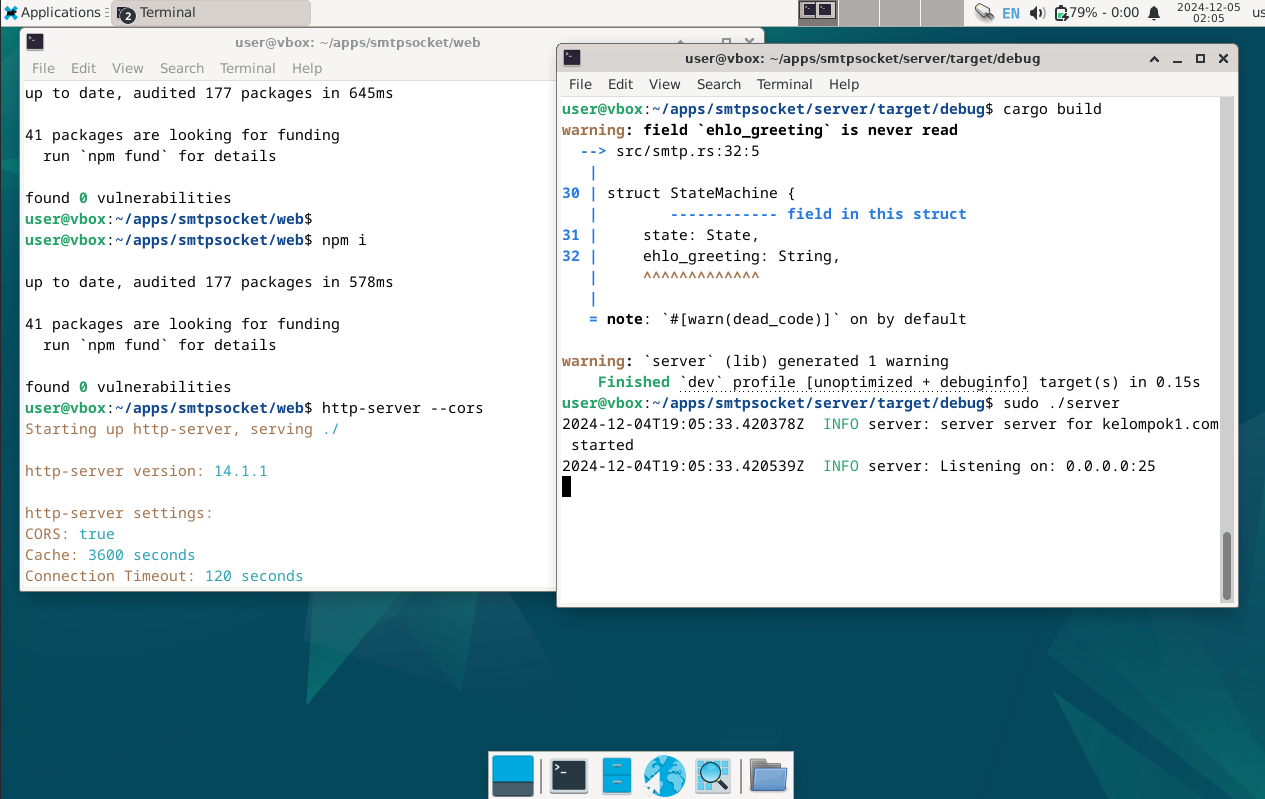 Applications
2
Terminal
EN
79% - 0:00
2024-12-05
02:05
us
user@vbox: ~/apps/smtpsocket/web
File Edit View Search Terminal Help
up to date, audited 177 packages in 645ms
41 packages are looking for funding
run `npm fund` for details
found 0 vulnerabilities
user@vbox:~/apps/smtpsocket/web$
user@vbox:~/apps/smtpsocket/web$ npm i
up to date, audited 177 packages in 578ms
41 packages are looking for funding
run `npm fund` for details
found 0 vulnerabilities
user@vbox:~/apps/smtpsocket/web$ http-server --cors
Starting up http-server, serving ./
http-server version: 14.1.1
http-server settings:
CORS: true
Cache: 3600 seconds
Connection Timeout: 120 seconds
user@vbox: ~/apps/smtpsocket/server/target/debug
File Edit View Search Terminal Help
user@vbox:~/apps/smtpsocket/server/target/debug$ cargo build
warning: field `ehlo_greeting` is never read
--> src/smtp.rs:32:5
|
30 | struct StateMachine {
| ------------ field in this struct
31 | state: State,
32 | ehlo_greeting: String,
| ^^^^^^^^^^^^^
|
= note: `#[warn(dead_code)]` on by default
warning: `server` (lib) generated 1 warning
Finished `dev` profile [unoptimized + debuginfo] target(s) in 0.15s
user@vbox:~/apps/smtpsocket/server/target/debug$ sudo ./server
2024-12-04T19:05:33.420378Z INFO server: server server for kelompok1.com
started
2024-12-04T19:05:33.420539Z INFO server: Listening on: 0.0.0.0:25